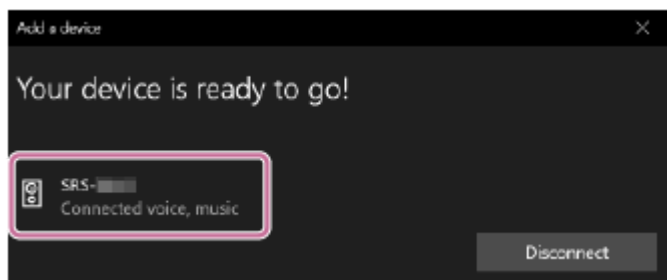 Add a device
Your device is ready to go!
SRS-
Connected voice, music
Disconnect